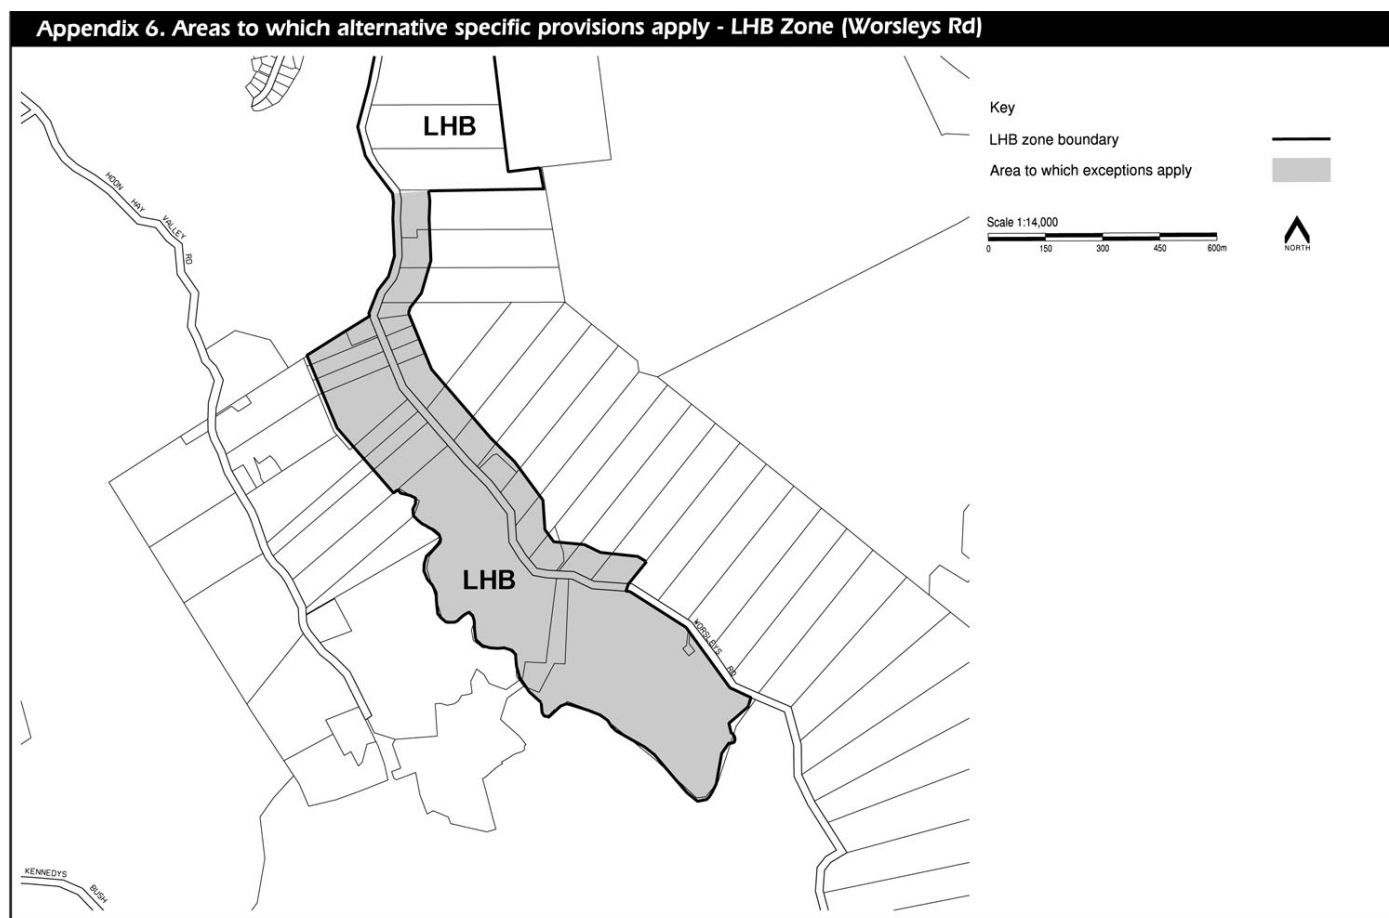 Appendix 6. Areas to which alternative specific provisions apply - LHB Zone (Worsleys Rd)
LHB
Key
LHB zone boundary
Area to which exceptions apply
Scale 1:14,000
0 150 300 450 600m
NORTH
HOON HAY VALLEY RD
LHB
WORSLEYS RD
KENNEDYS BUSH